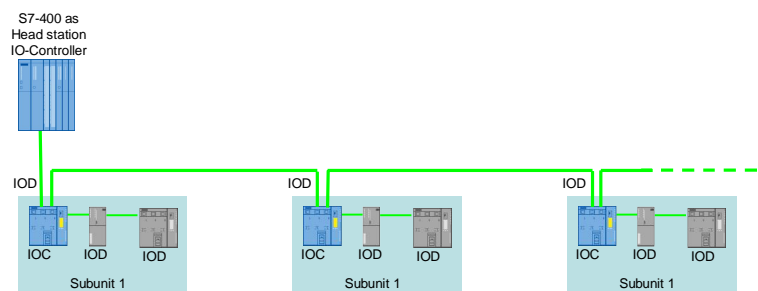 S7-400 as
Head station
IO-Controller
IOD
IOD
IOD
IOC
IOD
IOD
IOC
IOD
IOD
IOC
IOD
IOD
Subunit 1
Subunit 1
Subunit 1